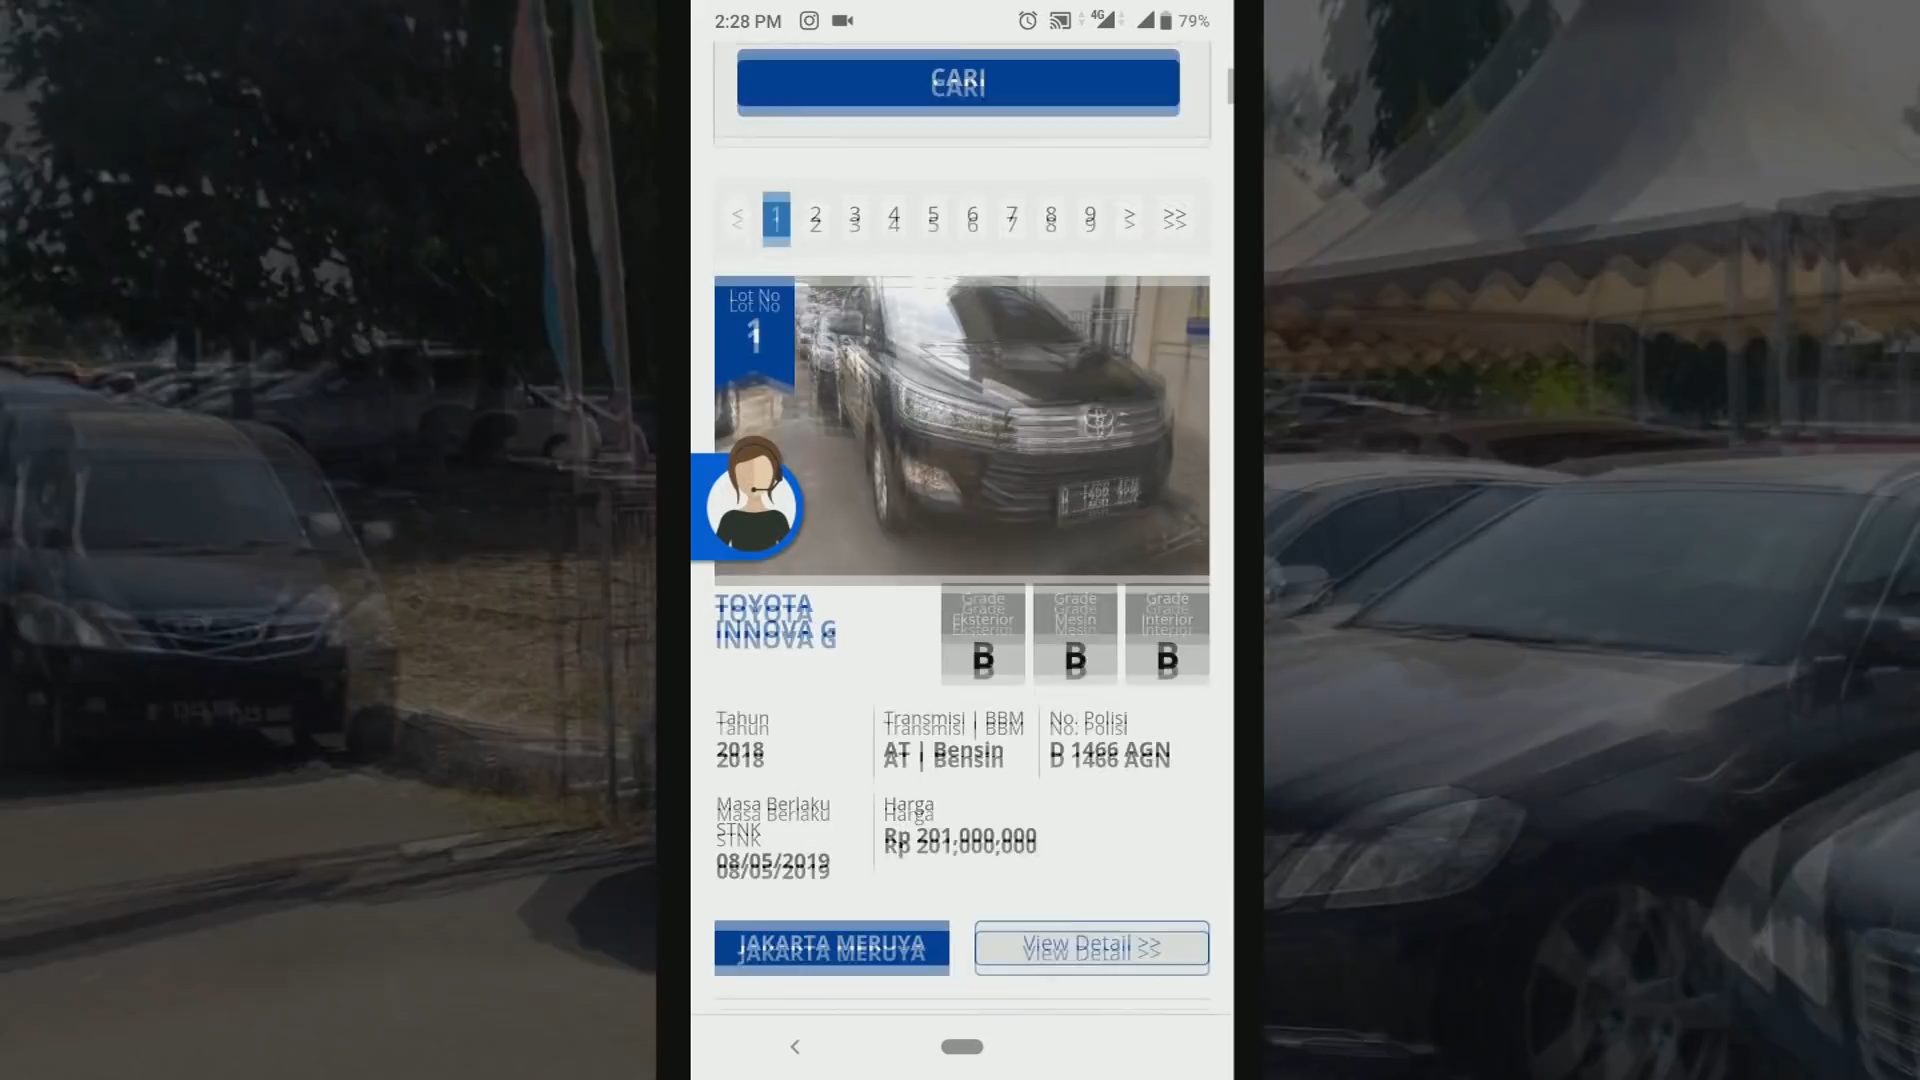 2:28 PM
4G
79%
CARI
< 1 2 3 4 5 6 7 8 9 > >>
Lot No
1
TOYOTA
INNOVA G
Grade
Eksterior
B
Grade
Mesin
B
Grade
Interior
B
Tahun
2018
Transmisi | BBM
AT | Bensin
No. Polisi
D 1466 AGN
Masa Berlaku
STNK
08/05/2019
Harga
Rp 201,000,000
JAKARTA MERUYA
View Detail >>